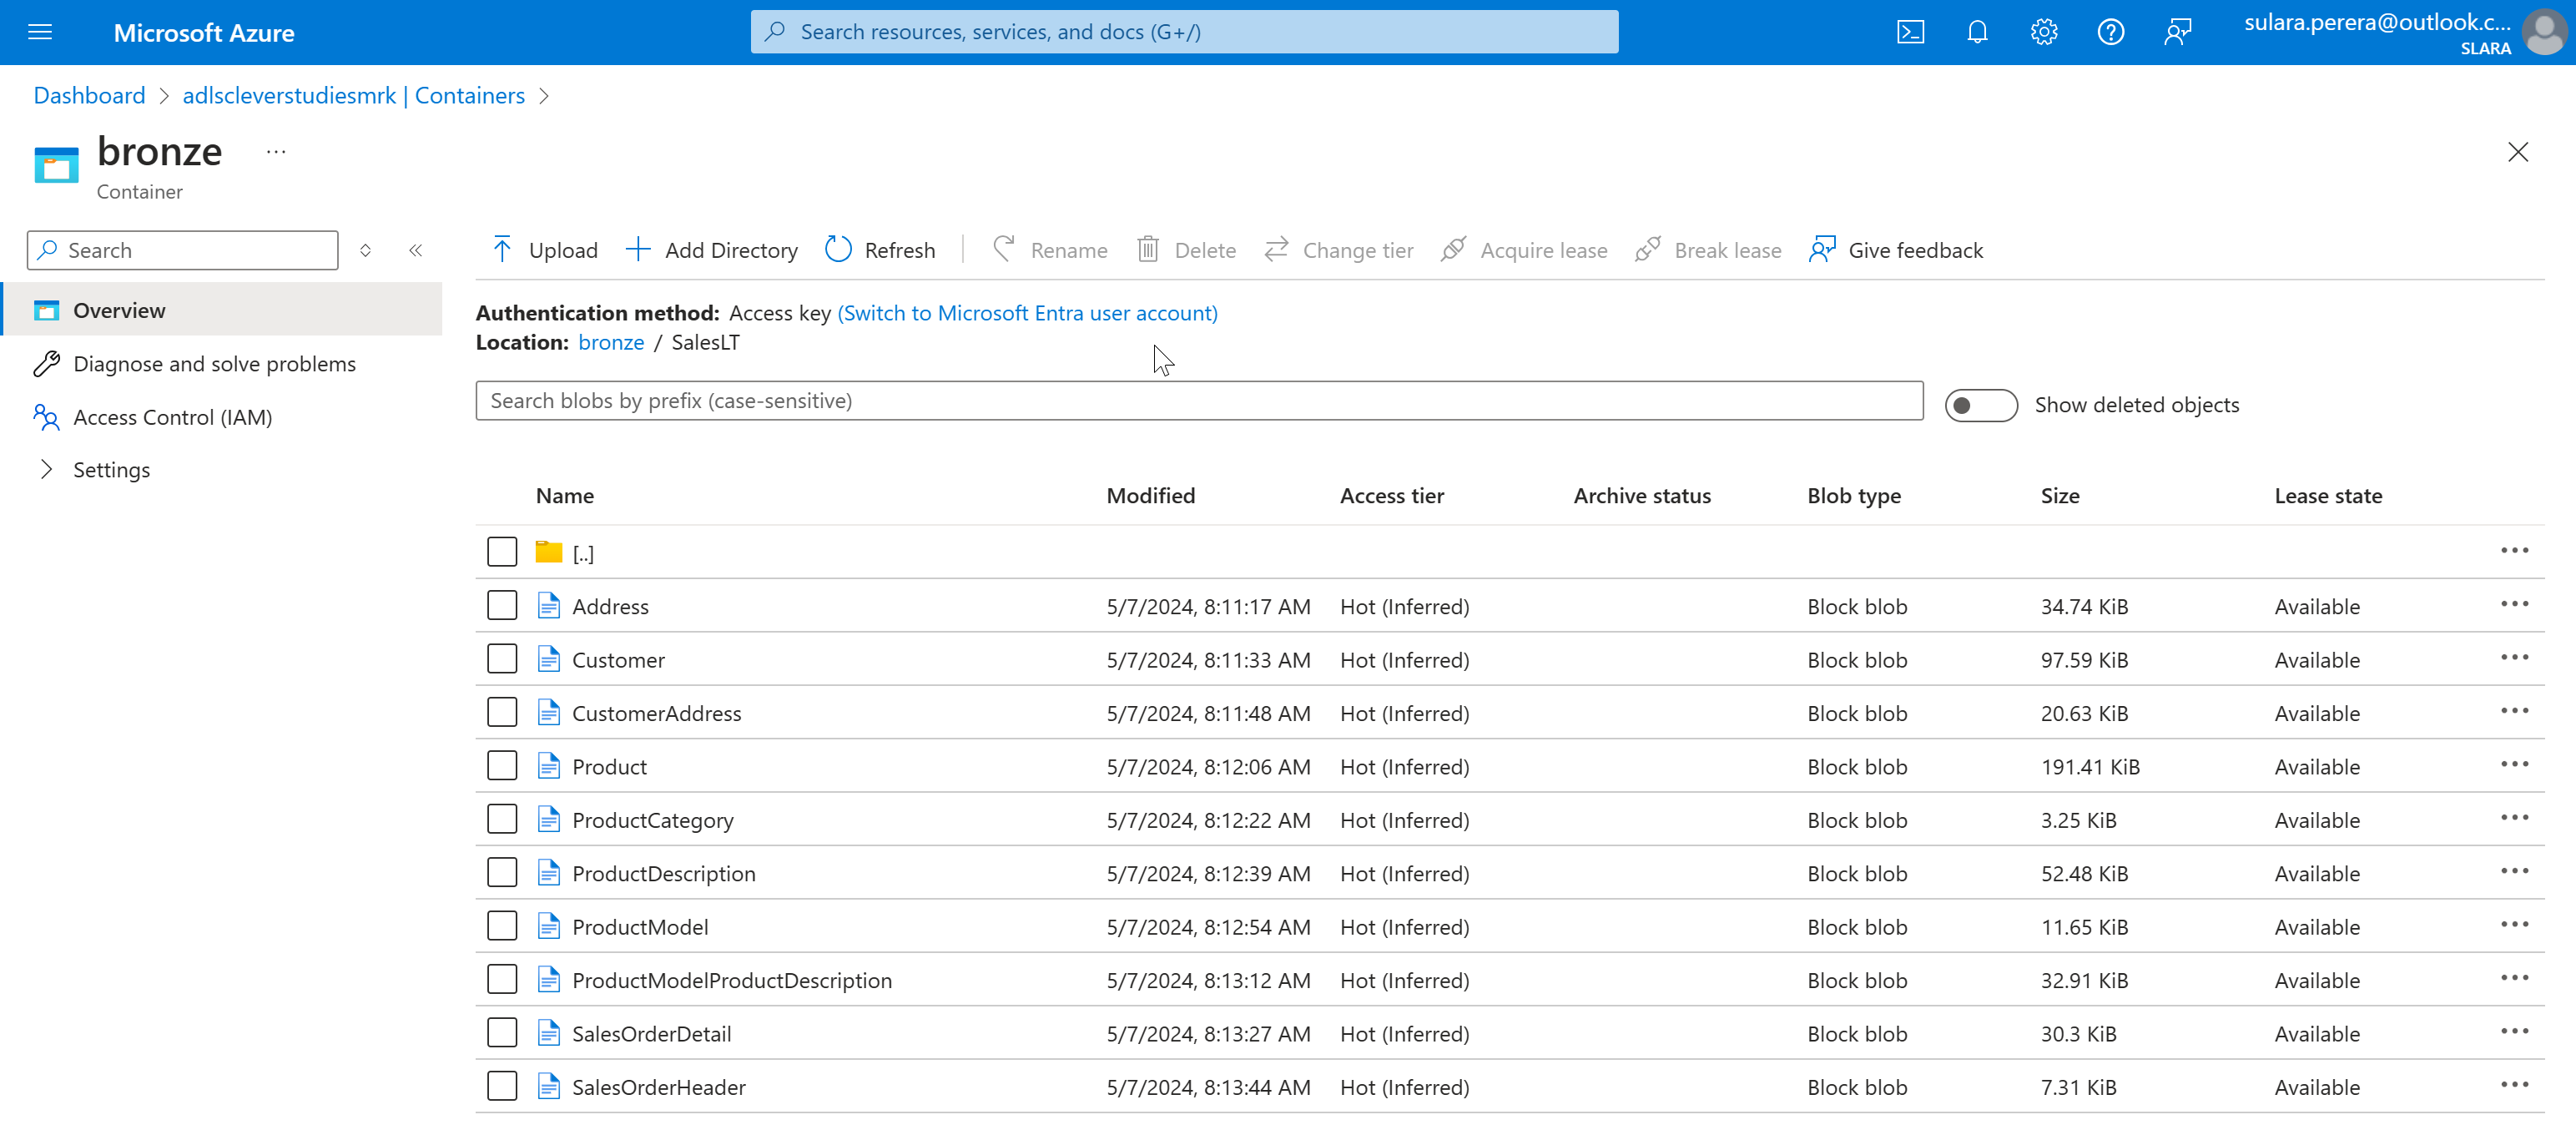 Microsoft Azure
Search resources, services, and docs (G+/)
sulara.perera@outlook.c...
SLARA
Dashboard > adlscleverstudiesmrk | Containers >
bronze ...
Container
Search
Upload Add Directory Refresh Rename Delete Change tier Acquire lease Break lease Give feedback
Overview
Diagnose and solve problems
Access Control (IAM)
Settings
Authentication method: Access key (Switch to Microsoft Entra user account)
Location: bronze / SalesLT
Search blobs by prefix (case-sensitive)
Show deleted objects
Name Modified Access tier Archive status Blob type Size Lease state
[..]
Address 5/7/2024, 8:11:17 AM Hot (Inferred) Block blob 34.74 KiB Available
Customer 5/7/2024, 8:11:33 AM Hot (Inferred) Block blob 97.59 KiB Available
CustomerAddress 5/7/2024, 8:11:48 AM Hot (Inferred) Block blob 20.63 KiB Available
Product 5/7/2024, 8:12:06 AM Hot (Inferred) Block blob 191.41 KiB Available
ProductCategory 5/7/2024, 8:12:22 AM Hot (Inferred) Block blob 3.25 KiB Available
ProductDescription 5/7/2024, 8:12:39 AM Hot (Inferred) Block blob 52.48 KiB Available
ProductModel 5/7/2024, 8:12:54 AM Hot (Inferred) Block blob 11.65 KiB Available
ProductModelProductDescription 5/7/2024, 8:13:12 AM Hot (Inferred) Block blob 32.91 KiB Available
SalesOrderDetail 5/7/2024, 8:13:27 AM Hot (Inferred) Block blob 30.3 KiB Available
SalesOrderHeader 5/7/2024, 8:13:44 AM Hot (Inferred) Block blob 7.31 KiB Available